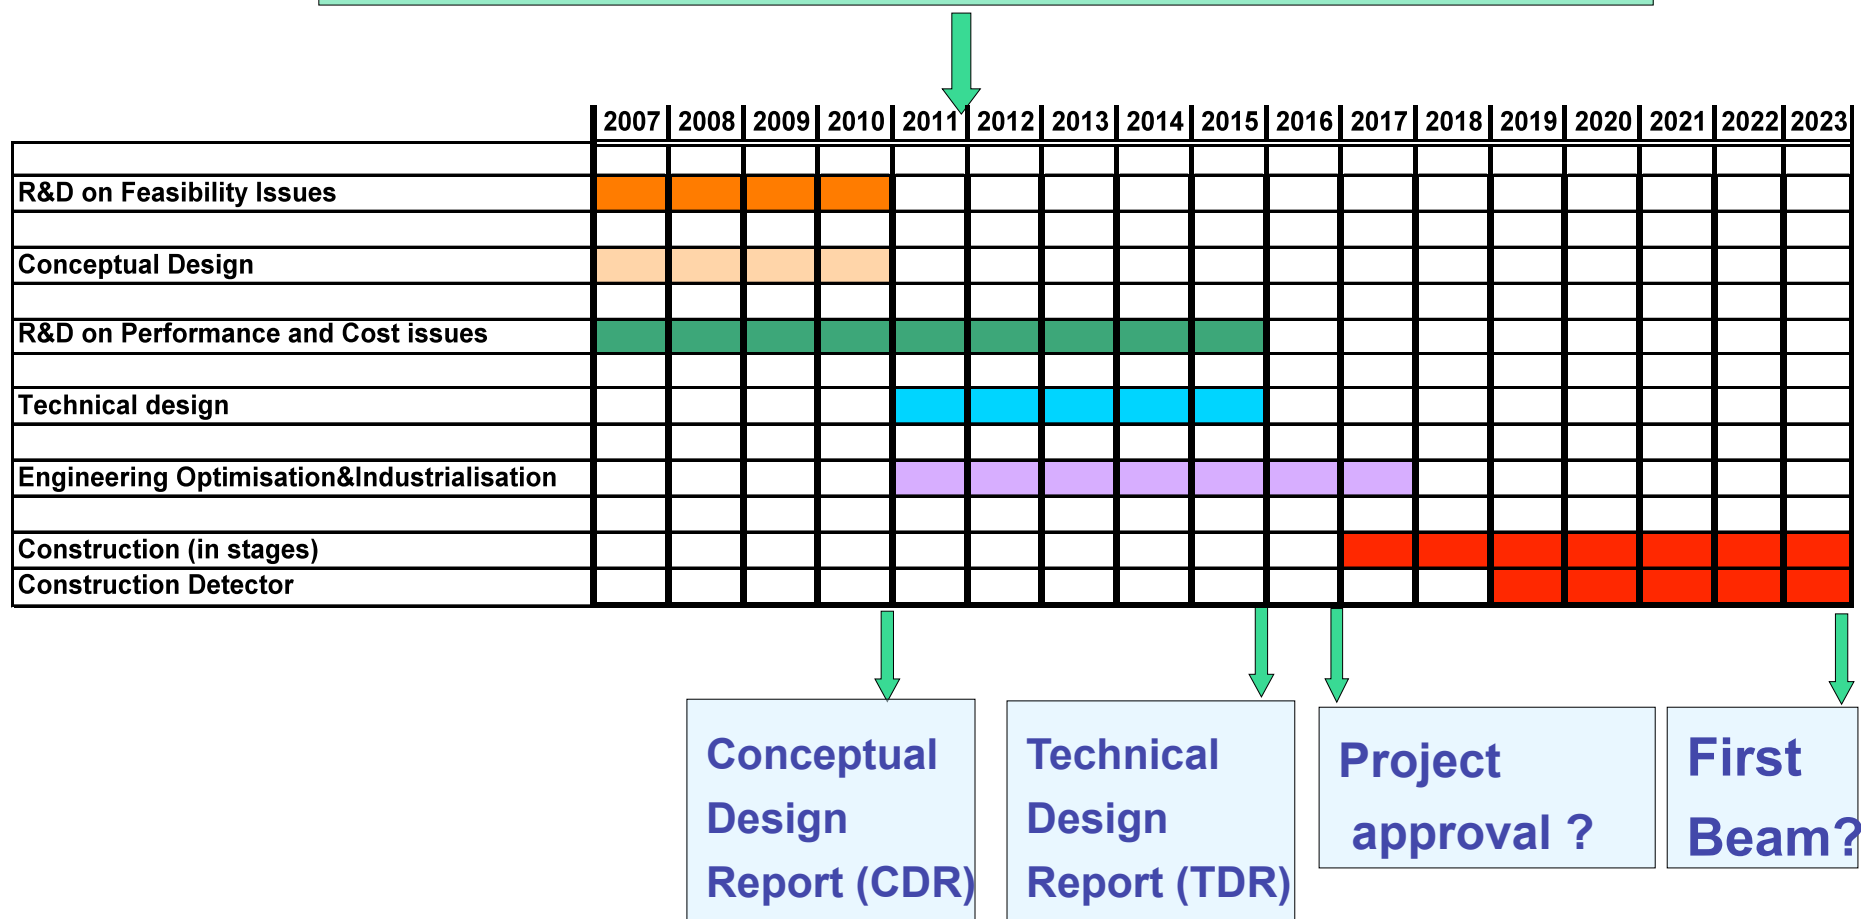 2007 2008 2009 2010 2011 2012 2013 2014 2015 2016 2017 2018 2019 2020 2021 2022 2023
R&D on Feasibility Issues
Conceptual Design
R&D on Performance and Cost issues
Technical design
Engineering Optimisation&Industrialisation
Construction (in stages)
Construction Detector
Conceptual
Design
Report (CDR)
Technical
Design
Report (TDR)
Project
approval ?
First
Beam?